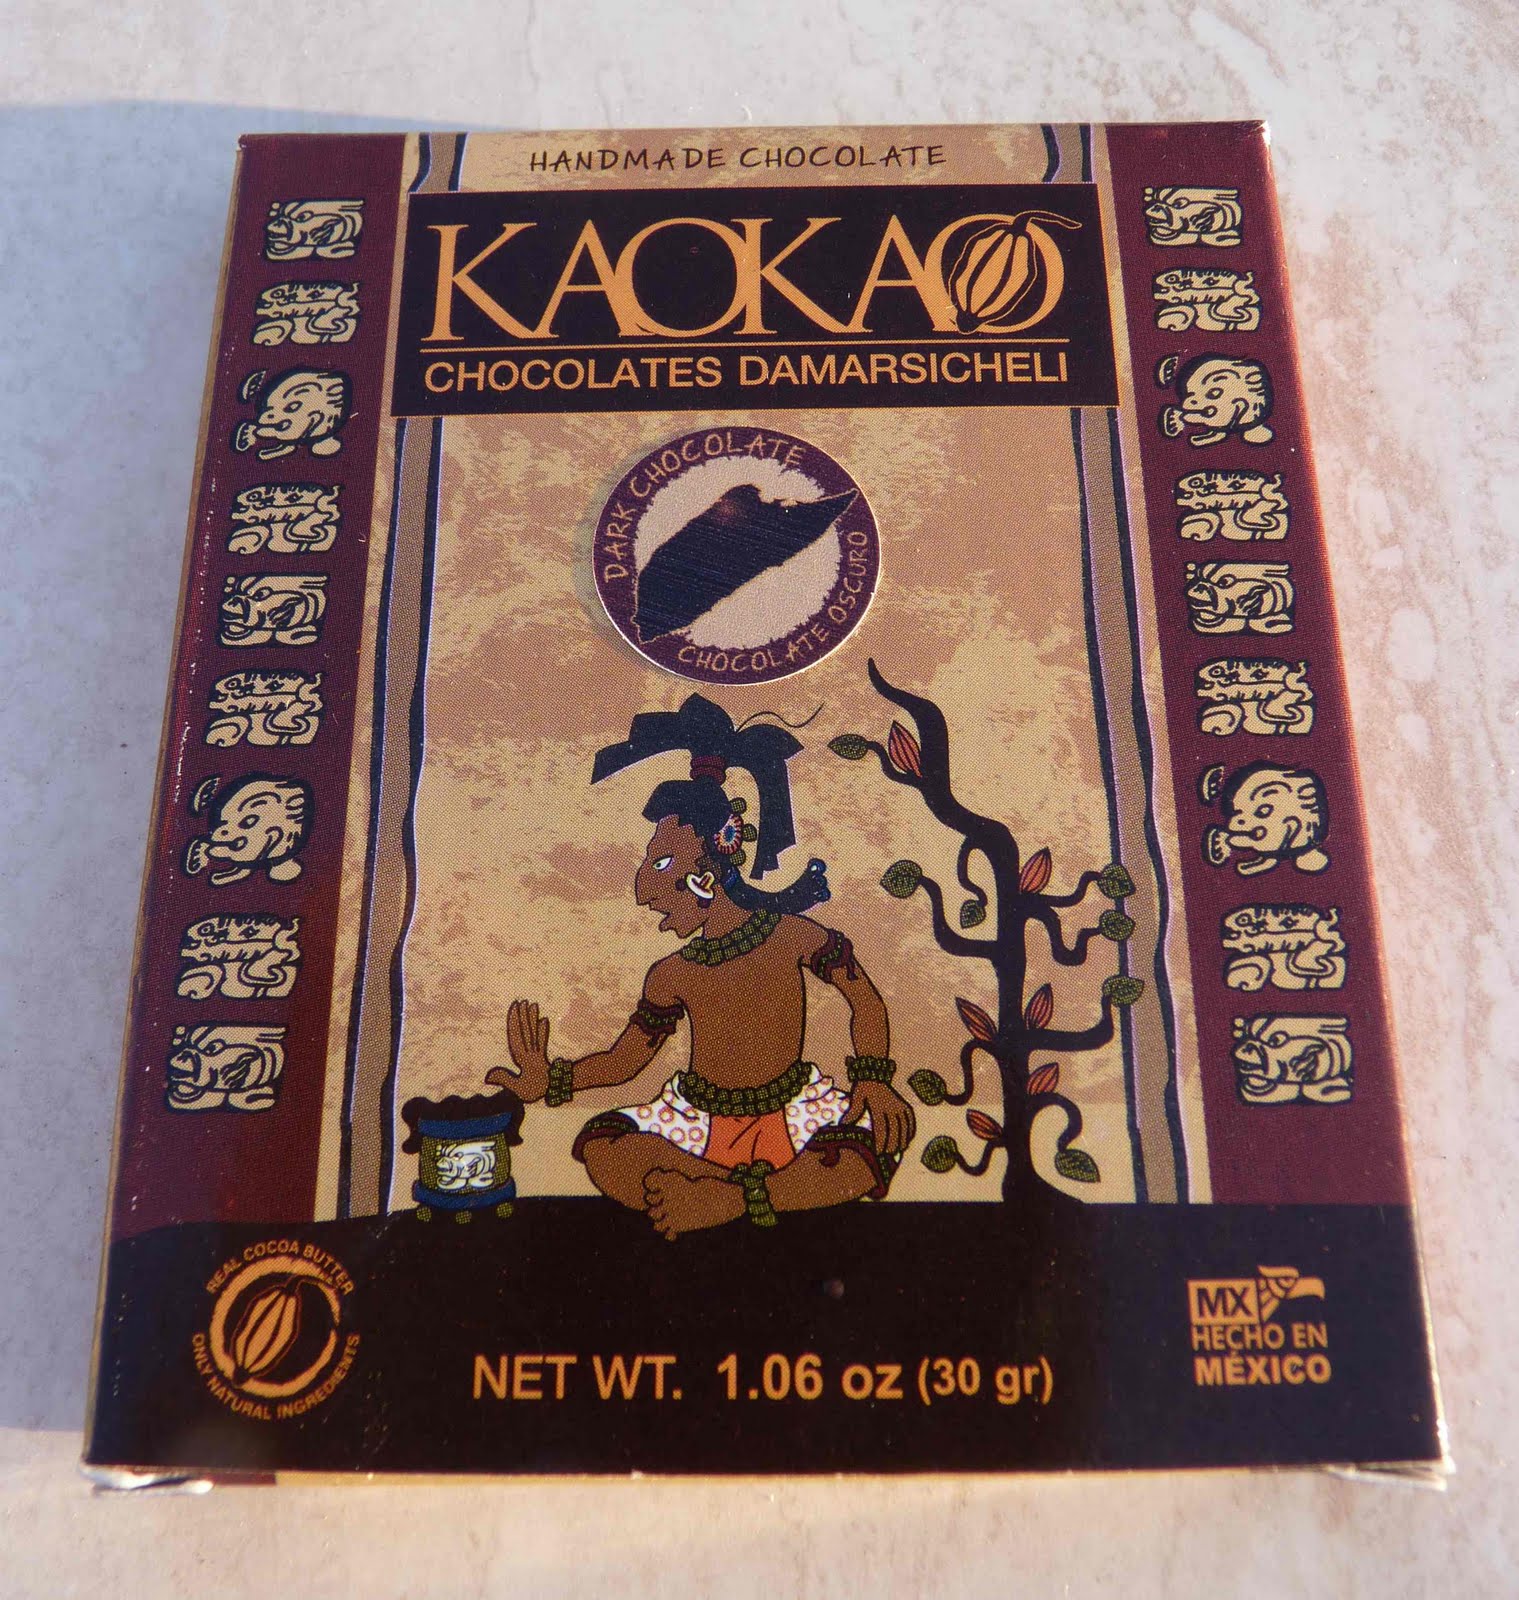 HANDMADE CHOCOLATE
KAOKAO
CHOCOLATES DAMARSICHELI
DARK CHOCOLATE
CHOCOLATE OSCURO
REAL COCOA BUTTER
ONLY NATURAL INGREDIENTS
NET WT. 1.06 oz (30 gr)
MX
HECHO EN
MÉXICO